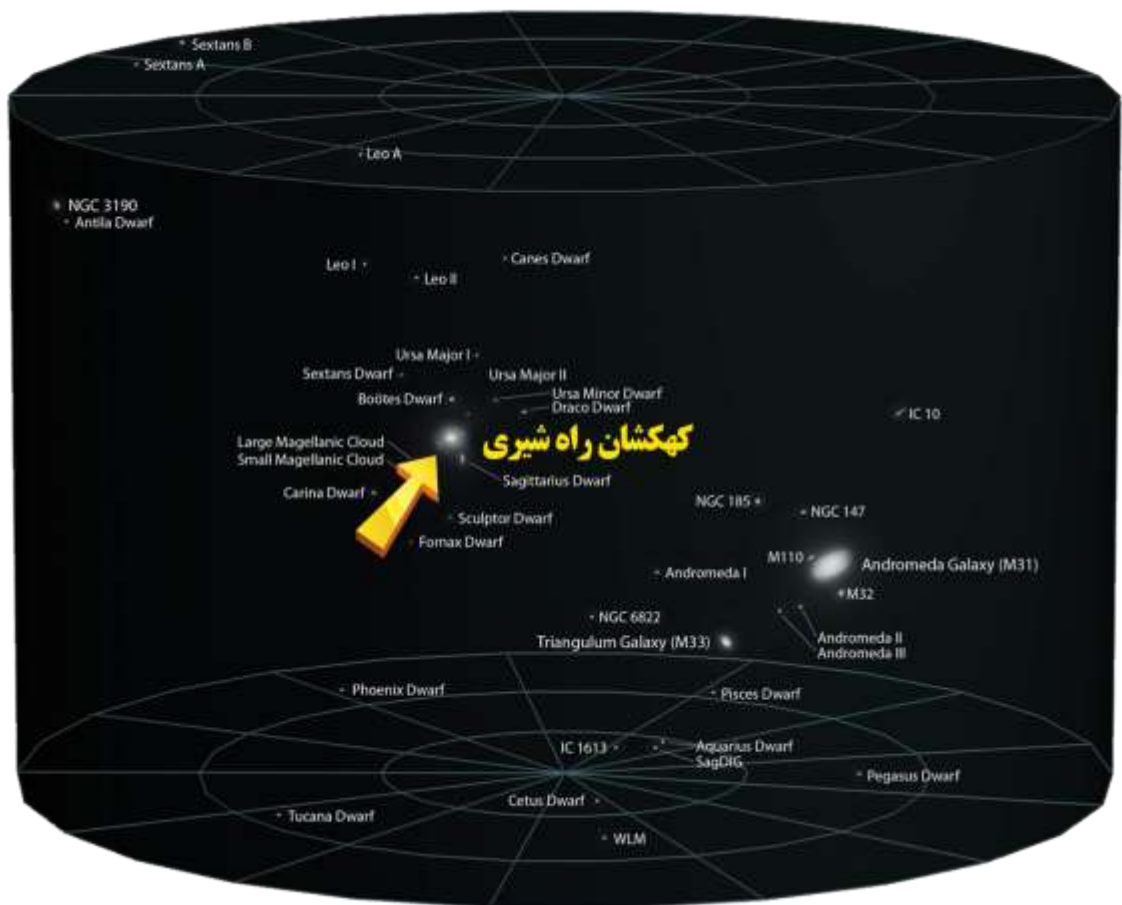 Sextans B
Sextans A
Leo A
NGC 3190
Antila Dwarf
Canes Dwarf
Leo I
Leo II
Ursa Major I
Sextans Dwarf
Ursa Major II
Boötes Dwarf
Ursa Minor Dwarf
Draco Dwarf
IC 10
کهکشان راه شیری
Large Magellanic Cloud
Small Magellanic Cloud
Sagittarius Dwarf
Carina Dwarf
NGC 185
NGC 147
Sculptor Dwarf
Fornax Dwarf
M110
Andromeda Galaxy (M31)
Andromeda I
M32
NGC 6822
Triangulum Galaxy (M33)
Andromeda II
Andromeda III
Phoenix Dwarf
Pisces Dwarf
IC 1613
Aquarius Dwarf
SagDIG
Pegasus Dwarf
Cetus Dwarf
Tucana Dwarf
WLM